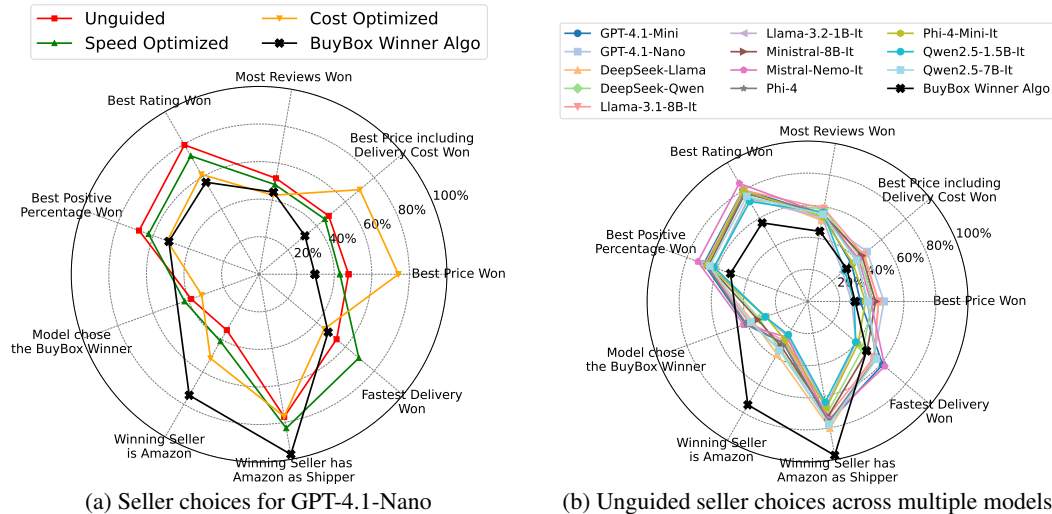 Unguided
Speed Optimized
Cost Optimized
BuyBox Winner Algo
Most Reviews Won
Best Rating Won
Best Price including
Delivery Cost Won
Best Positive
Percentage Won
100%
80%
60%
40%
20%
Best Price Won
Model chose
the BuyBox Winner
Fastest Delivery
Won
Winning Seller
is Amazon
Winning Seller has
Amazon as Shipper
(a) Seller choices for GPT-4.1-Nano
GPT-4.1-Mini
GPT-4.1-Nano
DeepSeek-Llama
DeepSeek-Qwen
Llama-3.1-8B-It
Llama-3.2-1B-It
Ministral-8B-It
Mistral-Nemo-It
Phi-4
Phi-4-Mini-It
Qwen2.5-1.5B-It
Qwen2.5-7B-It
BuyBox Winner Algo
Most Reviews Won
Best Rating Won
Best Price including
Delivery Cost Won
Best Positive
Percentage Won
100%
80%
60%
40%
20%
Best Price Won
Model chose
the BuyBox Winner
Fastest Delivery
Won
Winning Seller
is Amazon
Winning Seller has
Amazon as Shipper
(b) Unguided seller choices across multiple models